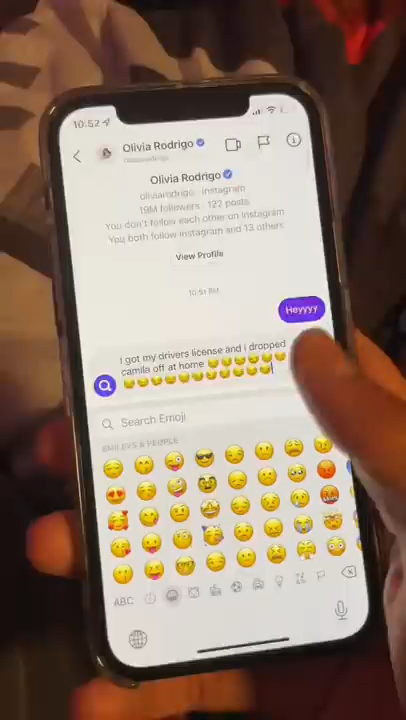 10:52
Olivia Rodrigo
oliviarodrigo
Olivia Rodrigo
oliviarodrigo · Instagram
19M followers · 122 posts
You don't follow each other on Instagram
You both follow instagram and 13 others
View Profile
10:51 PM
Heyyyy
I got my drivers license and i dropped
camila off at home
Search Emoji
SMILEYS & PEOPLE
ABC